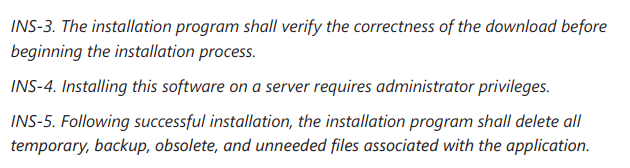 INS-3. The installation program shall verify the correctness of the download before
beginning the installation process.
INS-4. Installing this software on a server requires administrator privileges.
INS-5. Following successful installation, the installation program shall delete all
temporary, backup, obsolete, and unneeded files associated with the application.